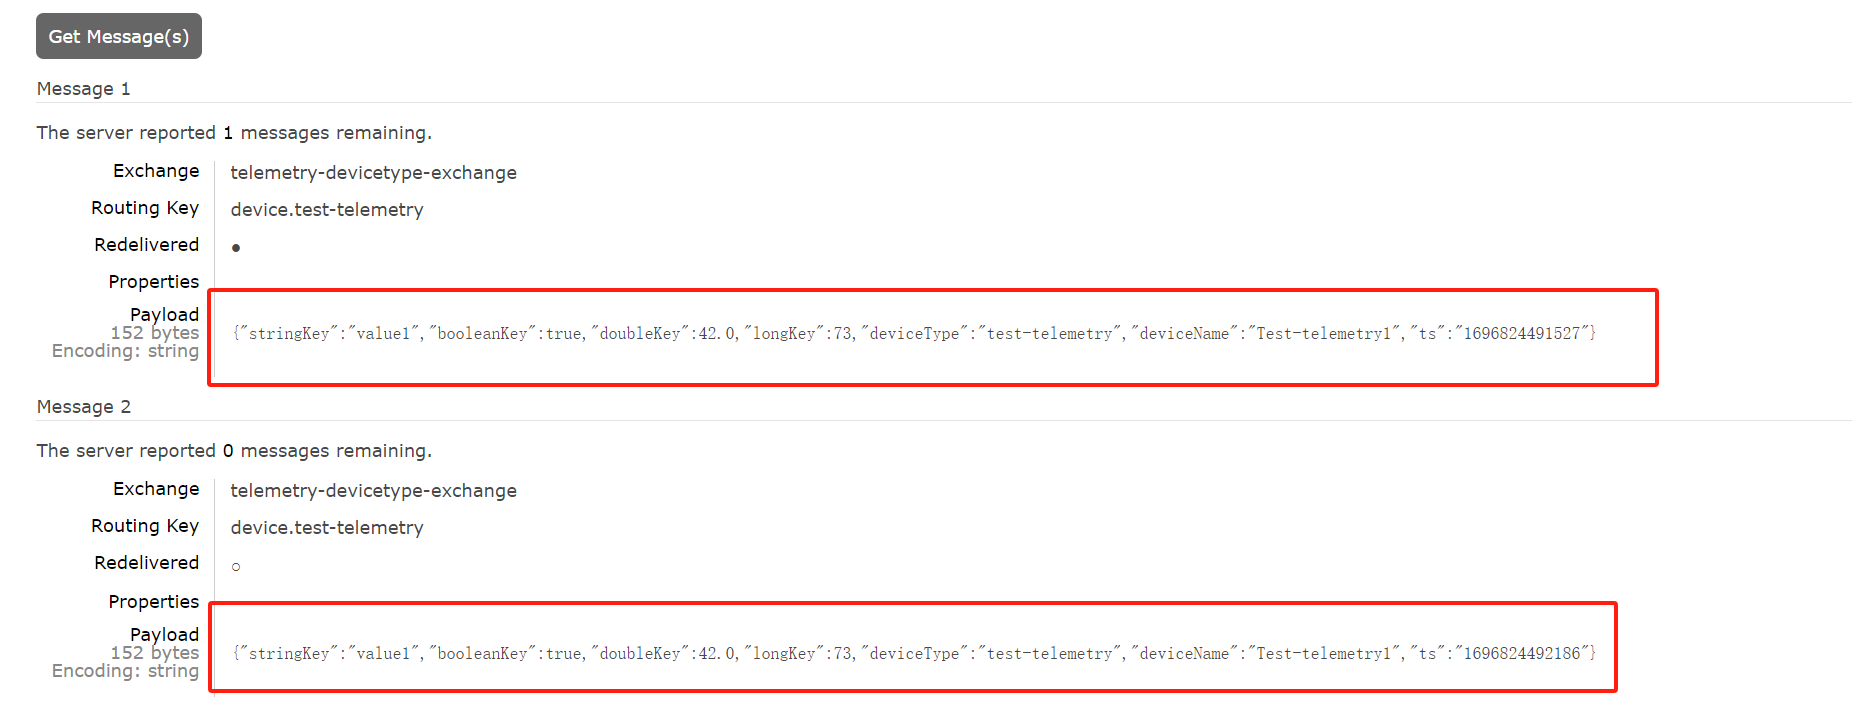 Get Message(s)
Message 1
The server reported 1 messages remaining.
Exchange telemetry-devicetype-exchange
Routing Key device.test-telemetry
Redelivered ●
Properties
Payload
152 bytes {"stringKey":"value1","booleanKey":true,"doubleKey":42.0,"longKey":73,"deviceType":"test-telemetry","deviceName":"Test-telemetry1","ts":"1696824491527"}
Encoding: string
Message 2
The server reported 0 messages remaining.
Exchange telemetry-devicetype-exchange
Routing Key device.test-telemetry
Redelivered ○
Properties
Payload
152 bytes {"stringKey":"value1","booleanKey":true,"doubleKey":42.0,"longKey":73,"deviceType":"test-telemetry","deviceName":"Test-telemetry1","ts":"1696824492186"}
Encoding: string